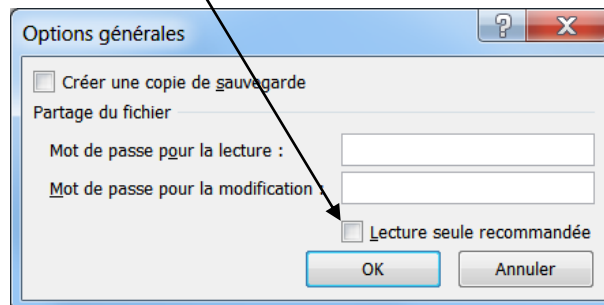 Options générales
Créer une copie de sauvegarde
Partage du fichier
Mot de passe pour la lecture :
Mot de passe pour la modification :
Lecture seule recommandée
OK Annuler